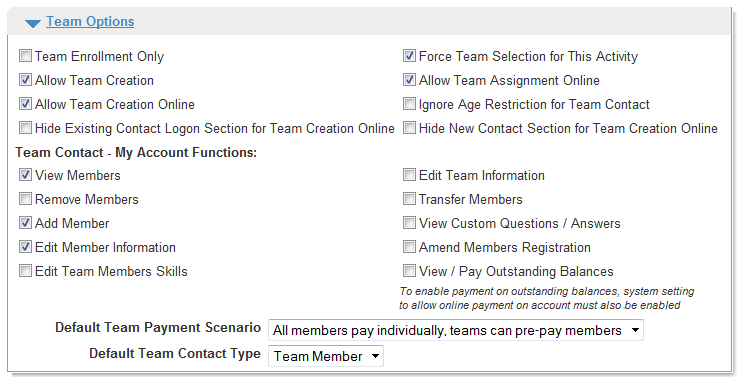 Team Options
Team Enrollment Only
Force Team Selection for This Activity
Allow Team Creation
Allow Team Assignment Online
Allow Team Creation Online
Ignore Age Restriction for Team Contact
Hide Existing Contact Logon Section for Team Creation Online
Hide New Contact Section for Team Creation Online
Team Contact - My Account Functions:
View Members
Edit Team Information
Remove Members
Transfer Members
Add Member
View Custom Questions / Answers
Edit Member Information
Amend Members Registration
Edit Team Members Skills
View / Pay Outstanding Balances
To enable payment on outstanding balances, system setting
to allow online payment on account must also be enabled
Default Team Payment Scenario All members pay individually, teams can pre-pay members
Default Team Contact Type Team Member